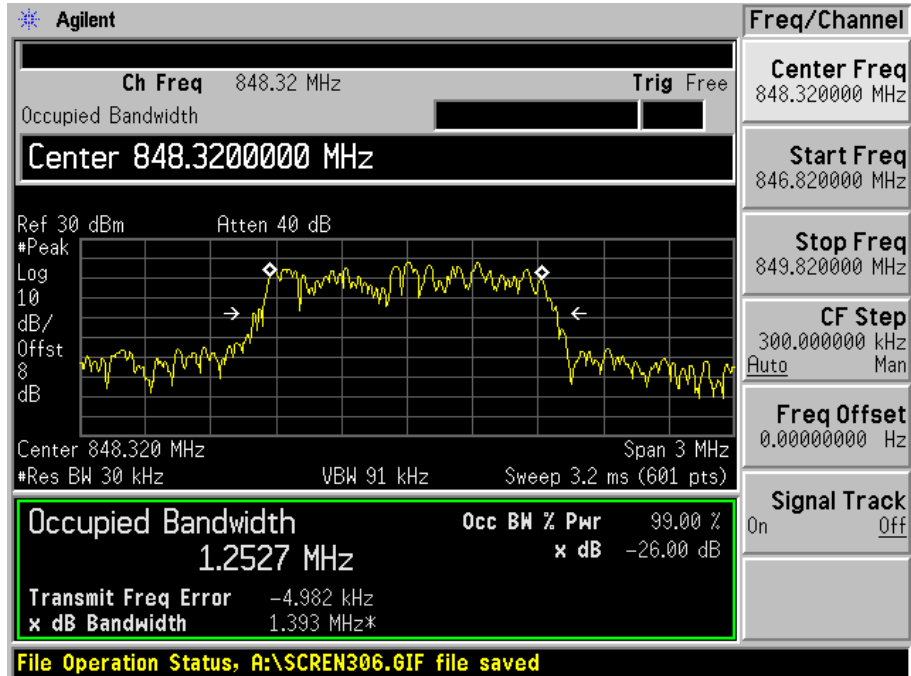 Agilent
Freq/Channel
Ch Freq 848.32 MHz Trig Free
Occupied Bandwidth
Center 848.3200000 MHz
Ref 30 dBm Atten 40 dB
#Peak
Log
10
dB/
Offst
8
dB
Center 848.320 MHz Span 3 MHz
#Res BW 30 kHz VBW 91 kHz Sweep 3.2 ms (601 pts)
Occupied Bandwidth
1.2527 MHz
Occ BW % Pwr 99.00 %
x dB -26.00 dB
Transmit Freq Error -4.982 kHz
x dB Bandwidth 1.393 MHz*
File Operation Status, A:\SCREN306.GIF file saved
Center Freq
848.320000 MHz
Start Freq
846.820000 MHz
Stop Freq
849.820000 MHz
CF Step
300.000000 kHz
Auto Man
Freq Offset
0.00000000 Hz
Signal Track
On Off